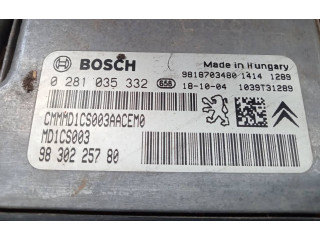 BOSCH
Made in Hungary
0 281 035 332 656
9818703480 1414 1289
18-10-04 1039T31289
CMMMD1CS003AACEM0
MD1CS003
98 302 257 80